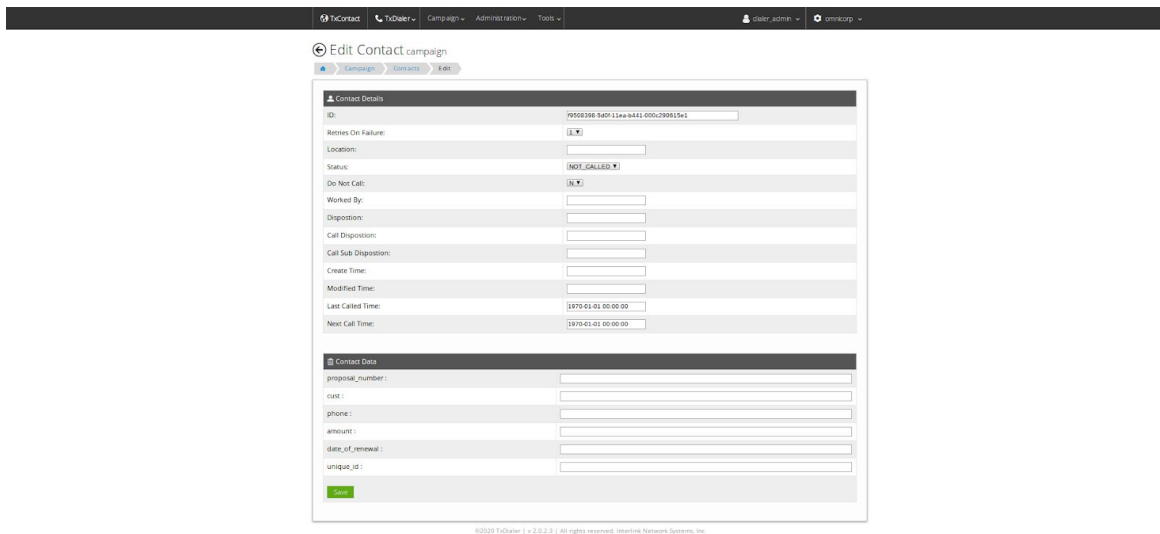 TxContact TxDialer Campaign Administration Tools dialer_admin omnicorp
Edit Contact campaign
Campaign Contacts Edit
Contact Details
ID: f9508398-5d0f-11ea-b441-000c290615e1
Retries On Failure: 1
Location:
Status: NOT_CALLED
Do Not Call: N
Worked By:
Dispostion:
Call Dispostion:
Call Sub Dispostion:
Create Time:
Modified Time:
Last Called Time: 1970-01-01 00:00:00
Next Call Time: 1970-01-01 00:00:00
Contact Data
proposal_number :
cust :
phone :
amount :
date_of_renewal :
unique_id :
Save
©2020 TxDialer | v 2.0.2.3 | All rights reserved. Interlink Network Systems, Inc